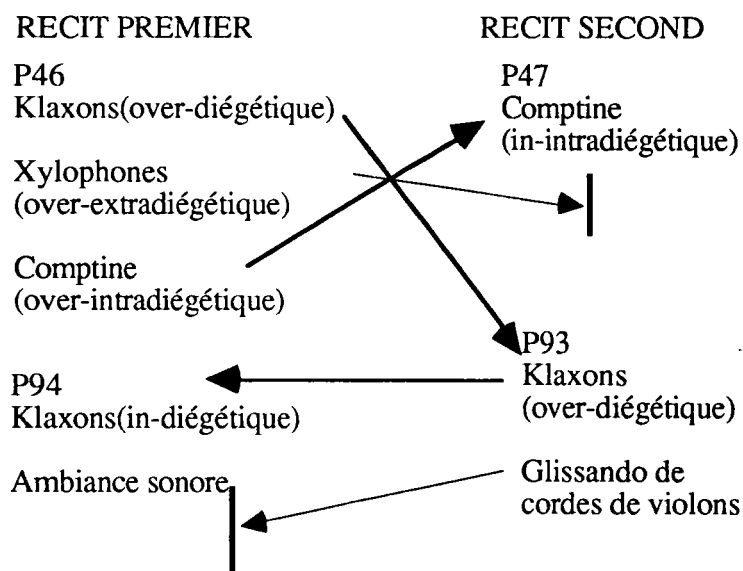 RECIT PREMIER
P46
Klaxons(over-diégétique)
Xylophones
(over-extradiégétique)
Comptine
(over-intradiégétique)
P94
Klaxons(in-diégétique)
Ambiance sonore
RECIT SECOND
P47
Comptine
(in-intradiégétique)
P93
Klaxons
(over-diégétique)
Glissando de
cordes de violons